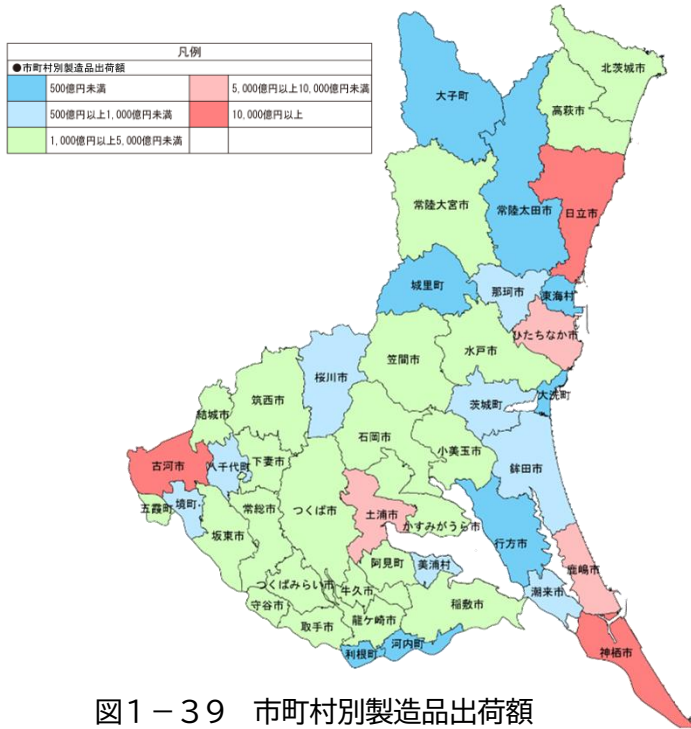 凡例
●市町村別製造品出荷額
500億円未満
5,000億円以上10,000億円未満
500億円以上1,000億円未満
10,000億円以上
1,000億円以上5,000億円未満
北茨城市
大子町
高萩市
常陸大宮市
常陸太田市
日立市
城里町
那珂市
東海村
ひたちなか市
水戸市
笠間市
桜川市
大洗町
筑西市
茨城町
結城市
石岡市
小美玉市
古河市
八千代町
下妻市
鉾田市
五霞町
境町
常総市
つくば市
土浦市
かすみがうら市
坂東市
行方市
阿見町
美浦村
鹿嶋市
つくばみらい市
牛久市
潮来市
守谷市
稲敷市
取手市
龍ケ崎市
利根町
河内町
神栖市
図1-39 市町村別製造品出荷額